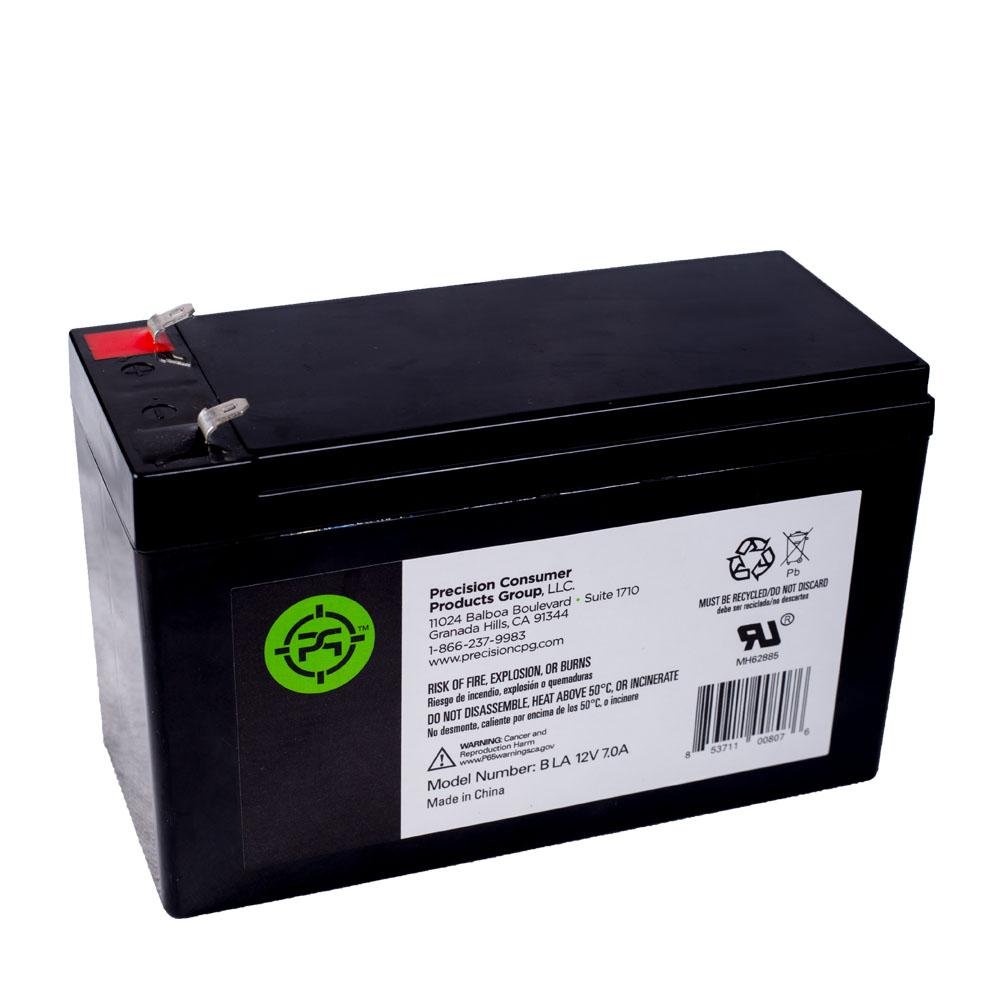 PG™
Precision Consumer
Products Group, LLC.
11024 Balboa Boulevard • Suite 1710
Granada Hills, CA 91344
1-866-237-9983
www.precisioncpg.com
RISK OF FIRE, EXPLOSION, OR BURNS
Riesgo de incendio, explosión o quemaduras
DO NOT DISASSEMBLE, HEAT ABOVE 50°C, OR INCINERATE
No desmonte, caliente por encima de los 50°C, o incinere
WARNING: Cancer and
Reproduction Harm
www.P65warningsca.gov
Model Number: B LA 12V 7.0A
Made in China
Pb
MUST BE RECYCLED/DO NOT DISCARD
debe ser reciclada/no descartes
RU®
MH62885
8 53711 00807 6